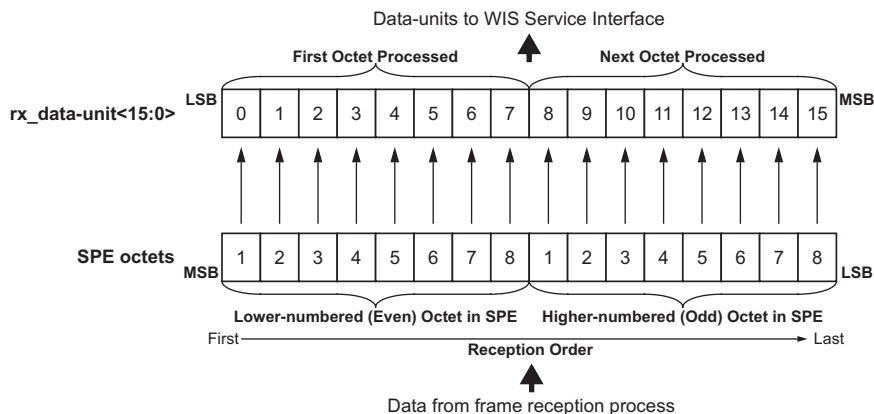 Data-units to WIS Service Interface
First Octet Processed Next Octet Processed
rx_data-unit<15:0> LSB 0 1 2 3 4 5 6 7 8 9 10 11 12 13 14 15 MSB
SPE octets MSB 1 2 3 4 5 6 7 8 1 2 3 4 5 6 7 8 LSB
Lower-numbered (Even) Octet in SPE Higher-numbered (Odd) Octet in SPE
First Last
Reception Order
Data from frame reception process